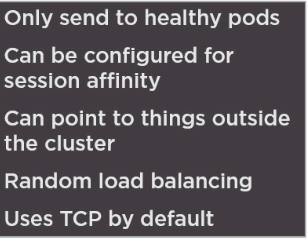 Only send to healthy pods
Can be configured for
session affinity
Can point to things outside
the cluster
Random load balancing
Uses TCP by default